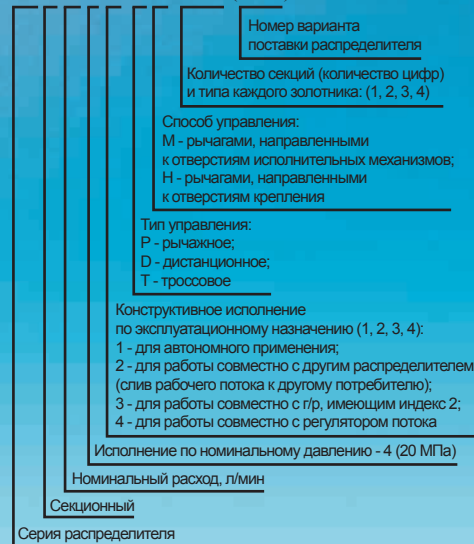 Номер варианта
поставки распределителя
Количество секций (количество цифр)
и типа каждого золотника: (1, 2, 3, 4)
Способ управления:
М - рычагами, направленными
к отверстиям исполнительных механизмов;
Н - рычагами, направленными
к отверстиям крепления
Тип управления:
Р - рычажное;
D - дистанционное;
Т - троссовое
Конструктивное исполнение
по эксплуатационному назначению (1, 2, 3, 4):
1 - для автономного применения;
2 - для работы совместно с другим распределителем
(слив рабочего потока к другому потребителю);
3 - для работы совместно с г/р, имеющим индекс 2;
4 - для работы совместно с регулятором потока
Исполнение по номинальному давлению - 4 (20 МПа)
Номинальный расход, л/мин
Секционный
Серия распределителя